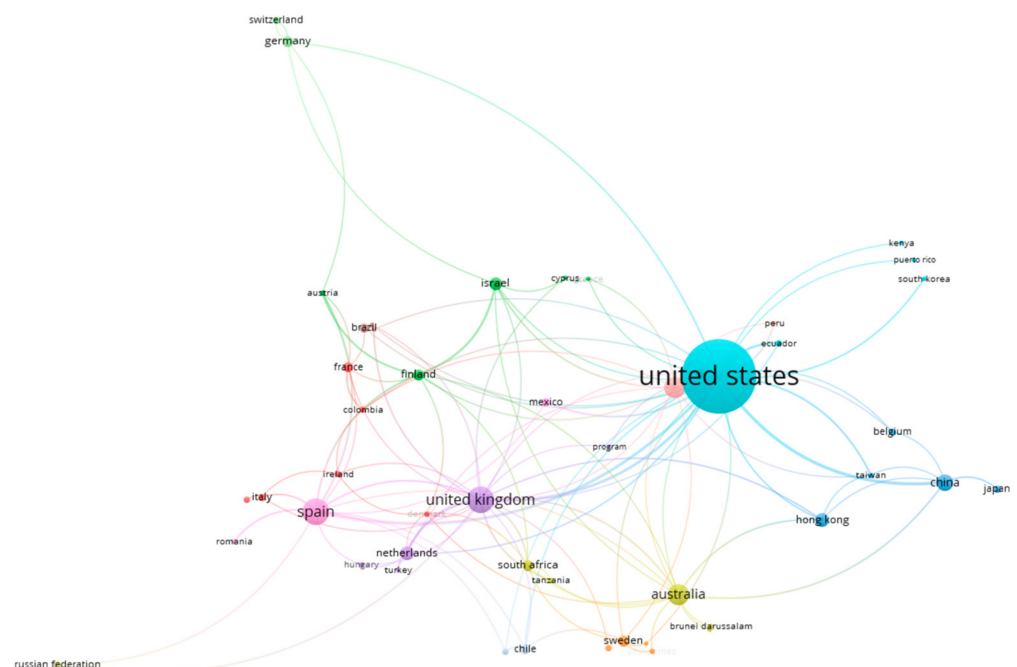 switzerland
germany
kenya
puerto rico
south korea
israel
cyprus
austria
peru
brazil
ecuador
france
finland
united states
mexico
colombia
belgium
program
ireland
taiwan
china
japan
italy
united kingdom
spain
denmark
hong kong
romania
netherlands
hungary
turkey
south africa
tanzania
australia
brunei darussalam
sweden
chile
russian federation